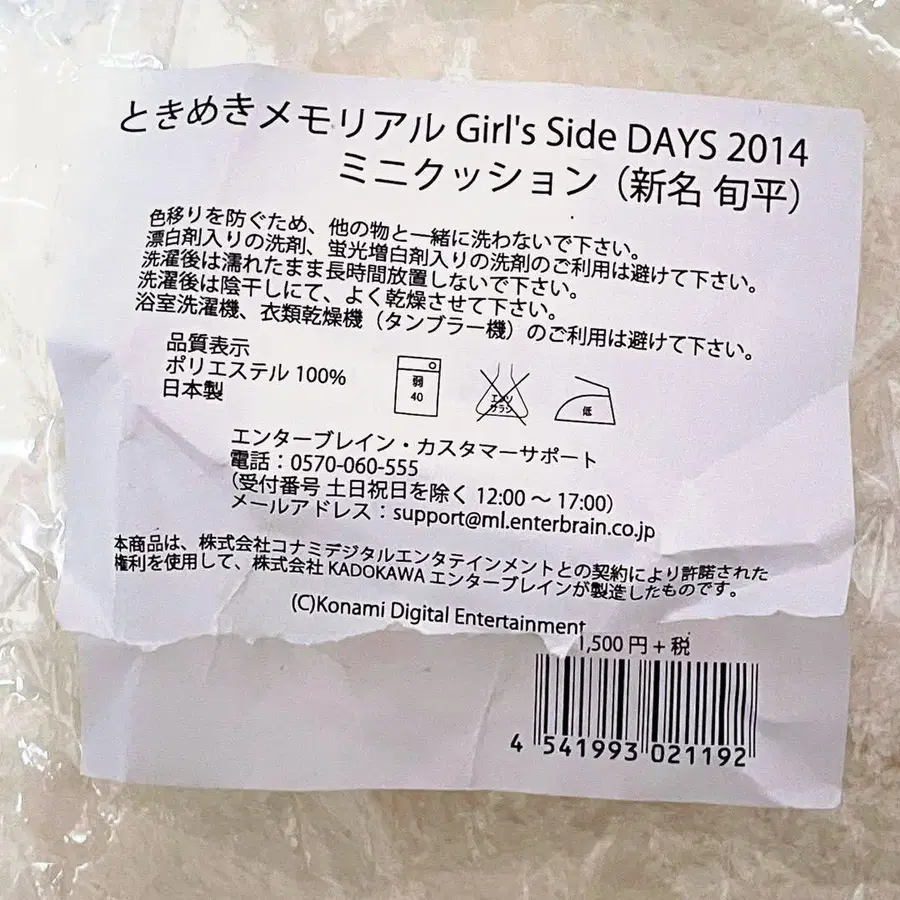 ときめきメモリアル Girl's Side DAYS 2014
ミニクッション（新名 旬平）
色移りを防ぐため、他の物と一緒に洗わないで下さい。
漂白剤入りの洗剤、蛍光増白剤入りの洗剤のご利用は避けて下さい。
洗濯後は濡れたまま長時間放置しないで下さい。
洗濯後は陰干しにて、よく乾燥させて下さい。
浴室洗濯機、衣類乾燥機（タンブラー機）のご利用は避けて下さい。
品質表示
ポリエステル 100%
日本製
弱
40
エンソ
サラシ
低
エンターブレイン・カスタマーサポート
電話：0570-060-555
（受付番号 土日祝日を除く 12:00 ～ 17:00）
メールアドレス：support@ml.enterbrain.co.jp
本商品は、株式会社コナミデジタルエンタテインメントとの契約により許諾された
権利を使用して、株式会社 KADOKAWA エンターブレインが製造したものです。
(C)Konami Digital Entertainment
1,500 円 + 税
4 541993 021192